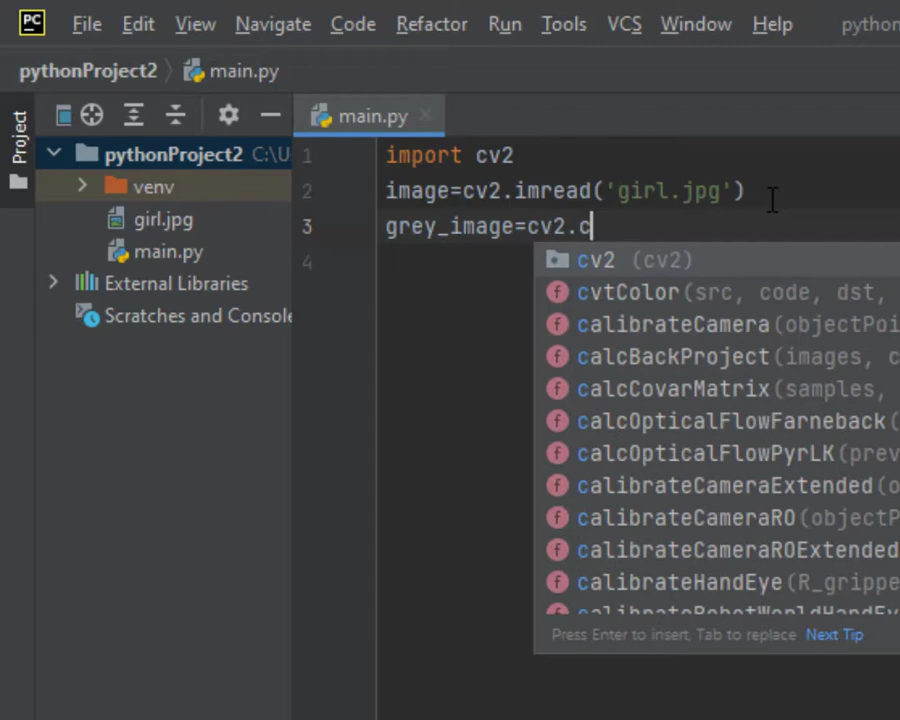 PC File Edit View Navigate Code Refactor Run Tools VCS Window Help python
pythonProject2 main.py
Project
main.py
pythonProject2 C:\U
venv
girl.jpg
main.py
External Libraries
Scratches and Console
1 import cv2
2 image=cv2.imread('girl.jpg')
3 grey_image=cv2.c
4
cv2 (cv2)
f cvtColor(src, code, dst,
f calibrateCamera(objectPoi
f calcBackProject(images, c
f calcCovarMatrix(samples,
f calcOpticalFlowFarneback(
f calcOpticalFlowPyrLK(prev
f calibrateCameraExtended(o
f calibrateCameraRO(objectP
f calibrateCameraROExtended
f calibrateHandEye(R_grippe
calibrateRobotWorldHandEy
Press Enter to insert, Tab to replace Next Tip